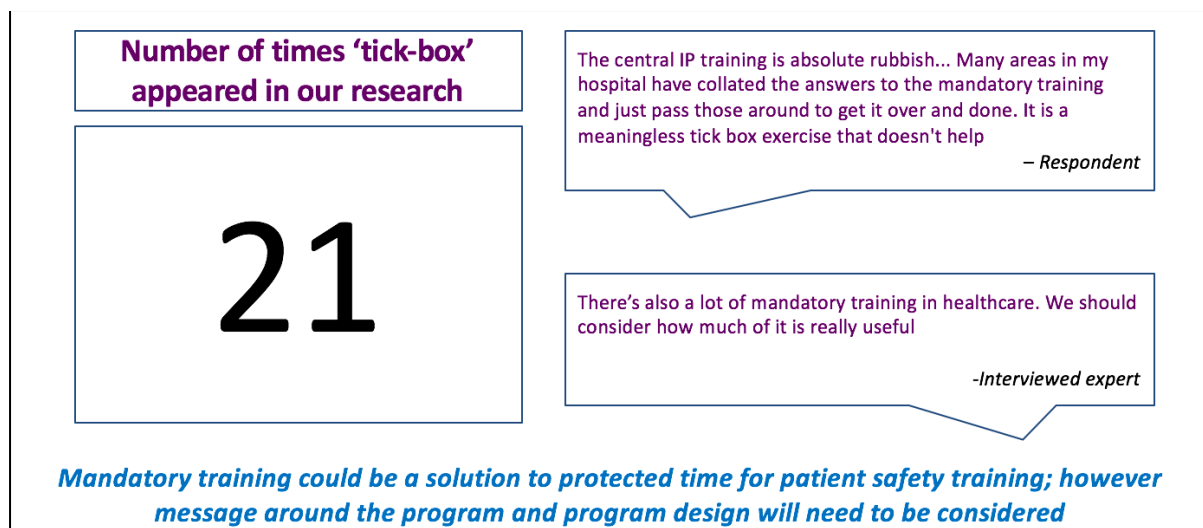 Number of times ‘tick-box’
appeared in our research
21
The central IP training is absolute rubbish... Many areas in my
hospital have collated the answers to the mandatory training
and just pass those around to get it over and done. It is a
meaningless tick box exercise that doesn't help
– Respondent
There’s also a lot of mandatory training in healthcare. We should
consider how much of it is really useful
-Interviewed expert
Mandatory training could be a solution to protected time for patient safety training; however
message around the program and program design will need to be considered